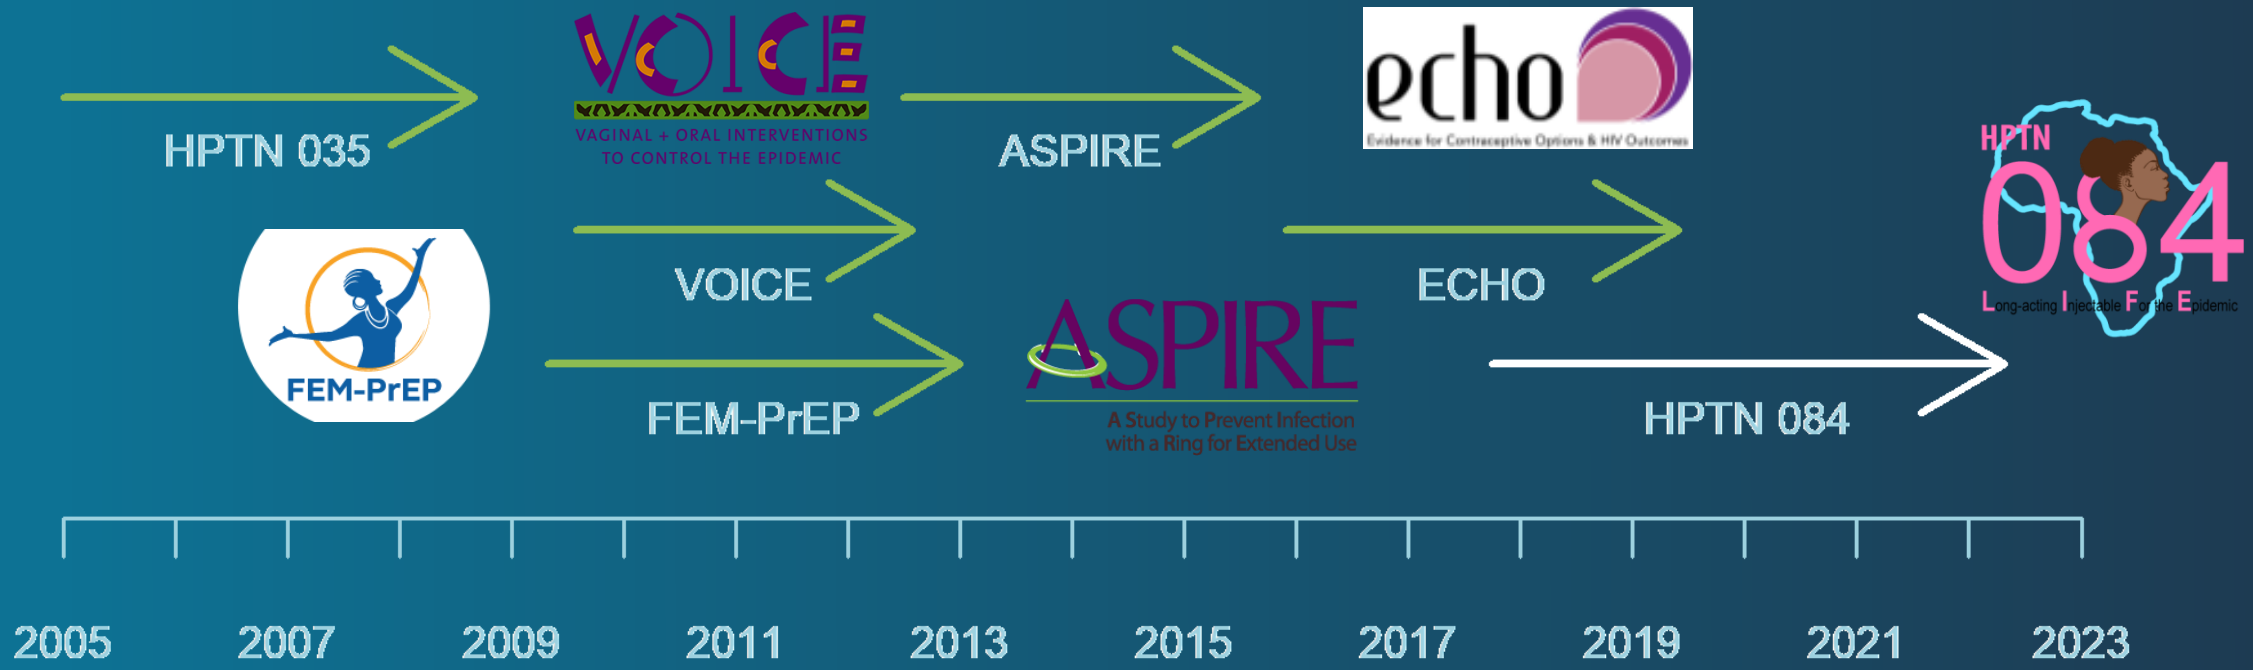 VOICE
VAGINAL + ORAL INTERVENTIONS
TO CONTROL THE EPIDEMIC
echo
Evidence for Contraceptive Options & HIV Outcomes
HPTN 035
ASPIRE
HPTN
084
Long-acting Injectable For the Epidemic
FEM-PrEP
VOICE
ECHO
ASPIRE
A Study to Prevent Infection
with a Ring for Extended Use
FEM-PrEP
HPTN 084
2005 2007 2009 2011 2013 2015 2017 2019 2021 2023